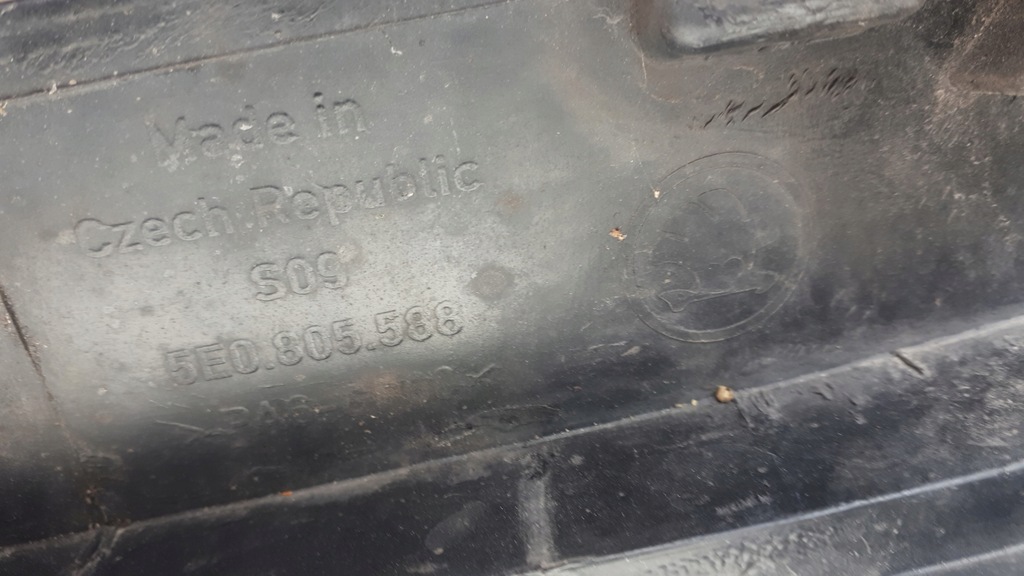 Made in
Czech Republic
S09
5E0.805.588